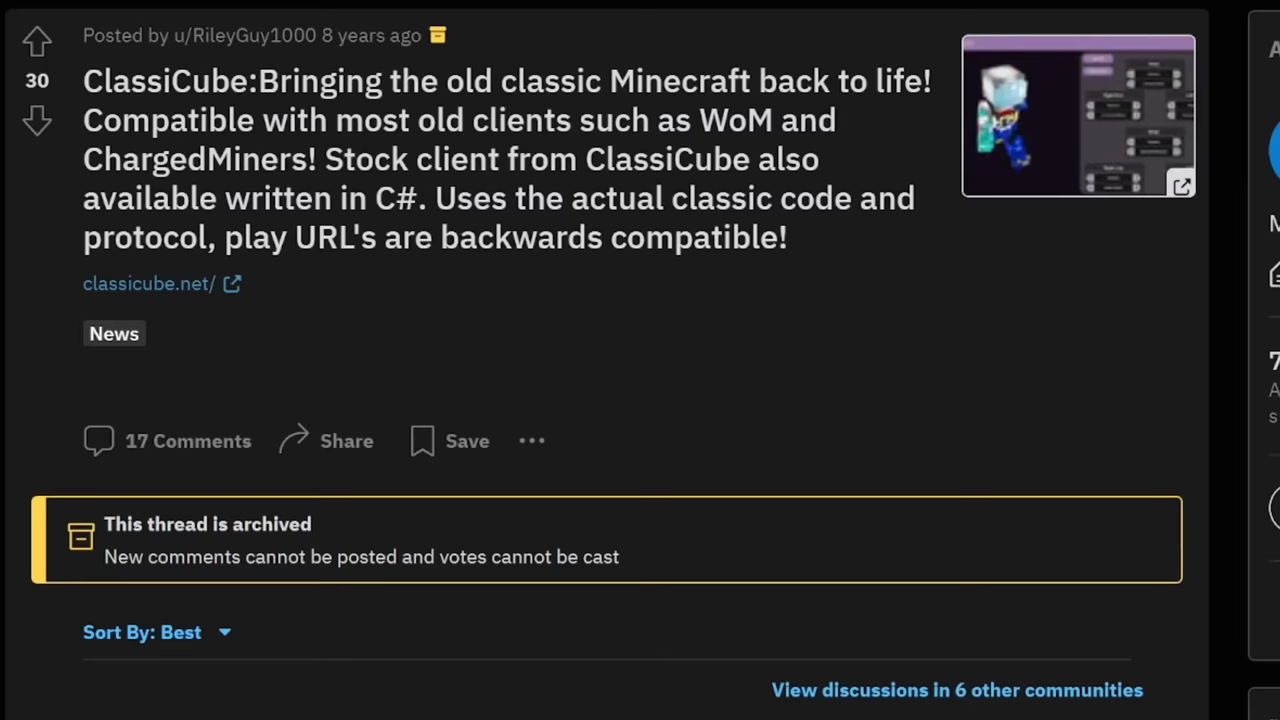 Posted by u/RileyGuy1000 8 years ago
30
ClassiCube:Bringing the old classic Minecraft back to life!
Compatible with most old clients such as WoM and
ChargedMiners! Stock client from ClassiCube also
available written in C#. Uses the actual classic code and
protocol, play URL's are backwards compatible!
classicube.net/
News
17 Comments
Share
Save
This thread is archived
New comments cannot be posted and votes cannot be cast
Sort By: Best
View discussions in 6 other communities